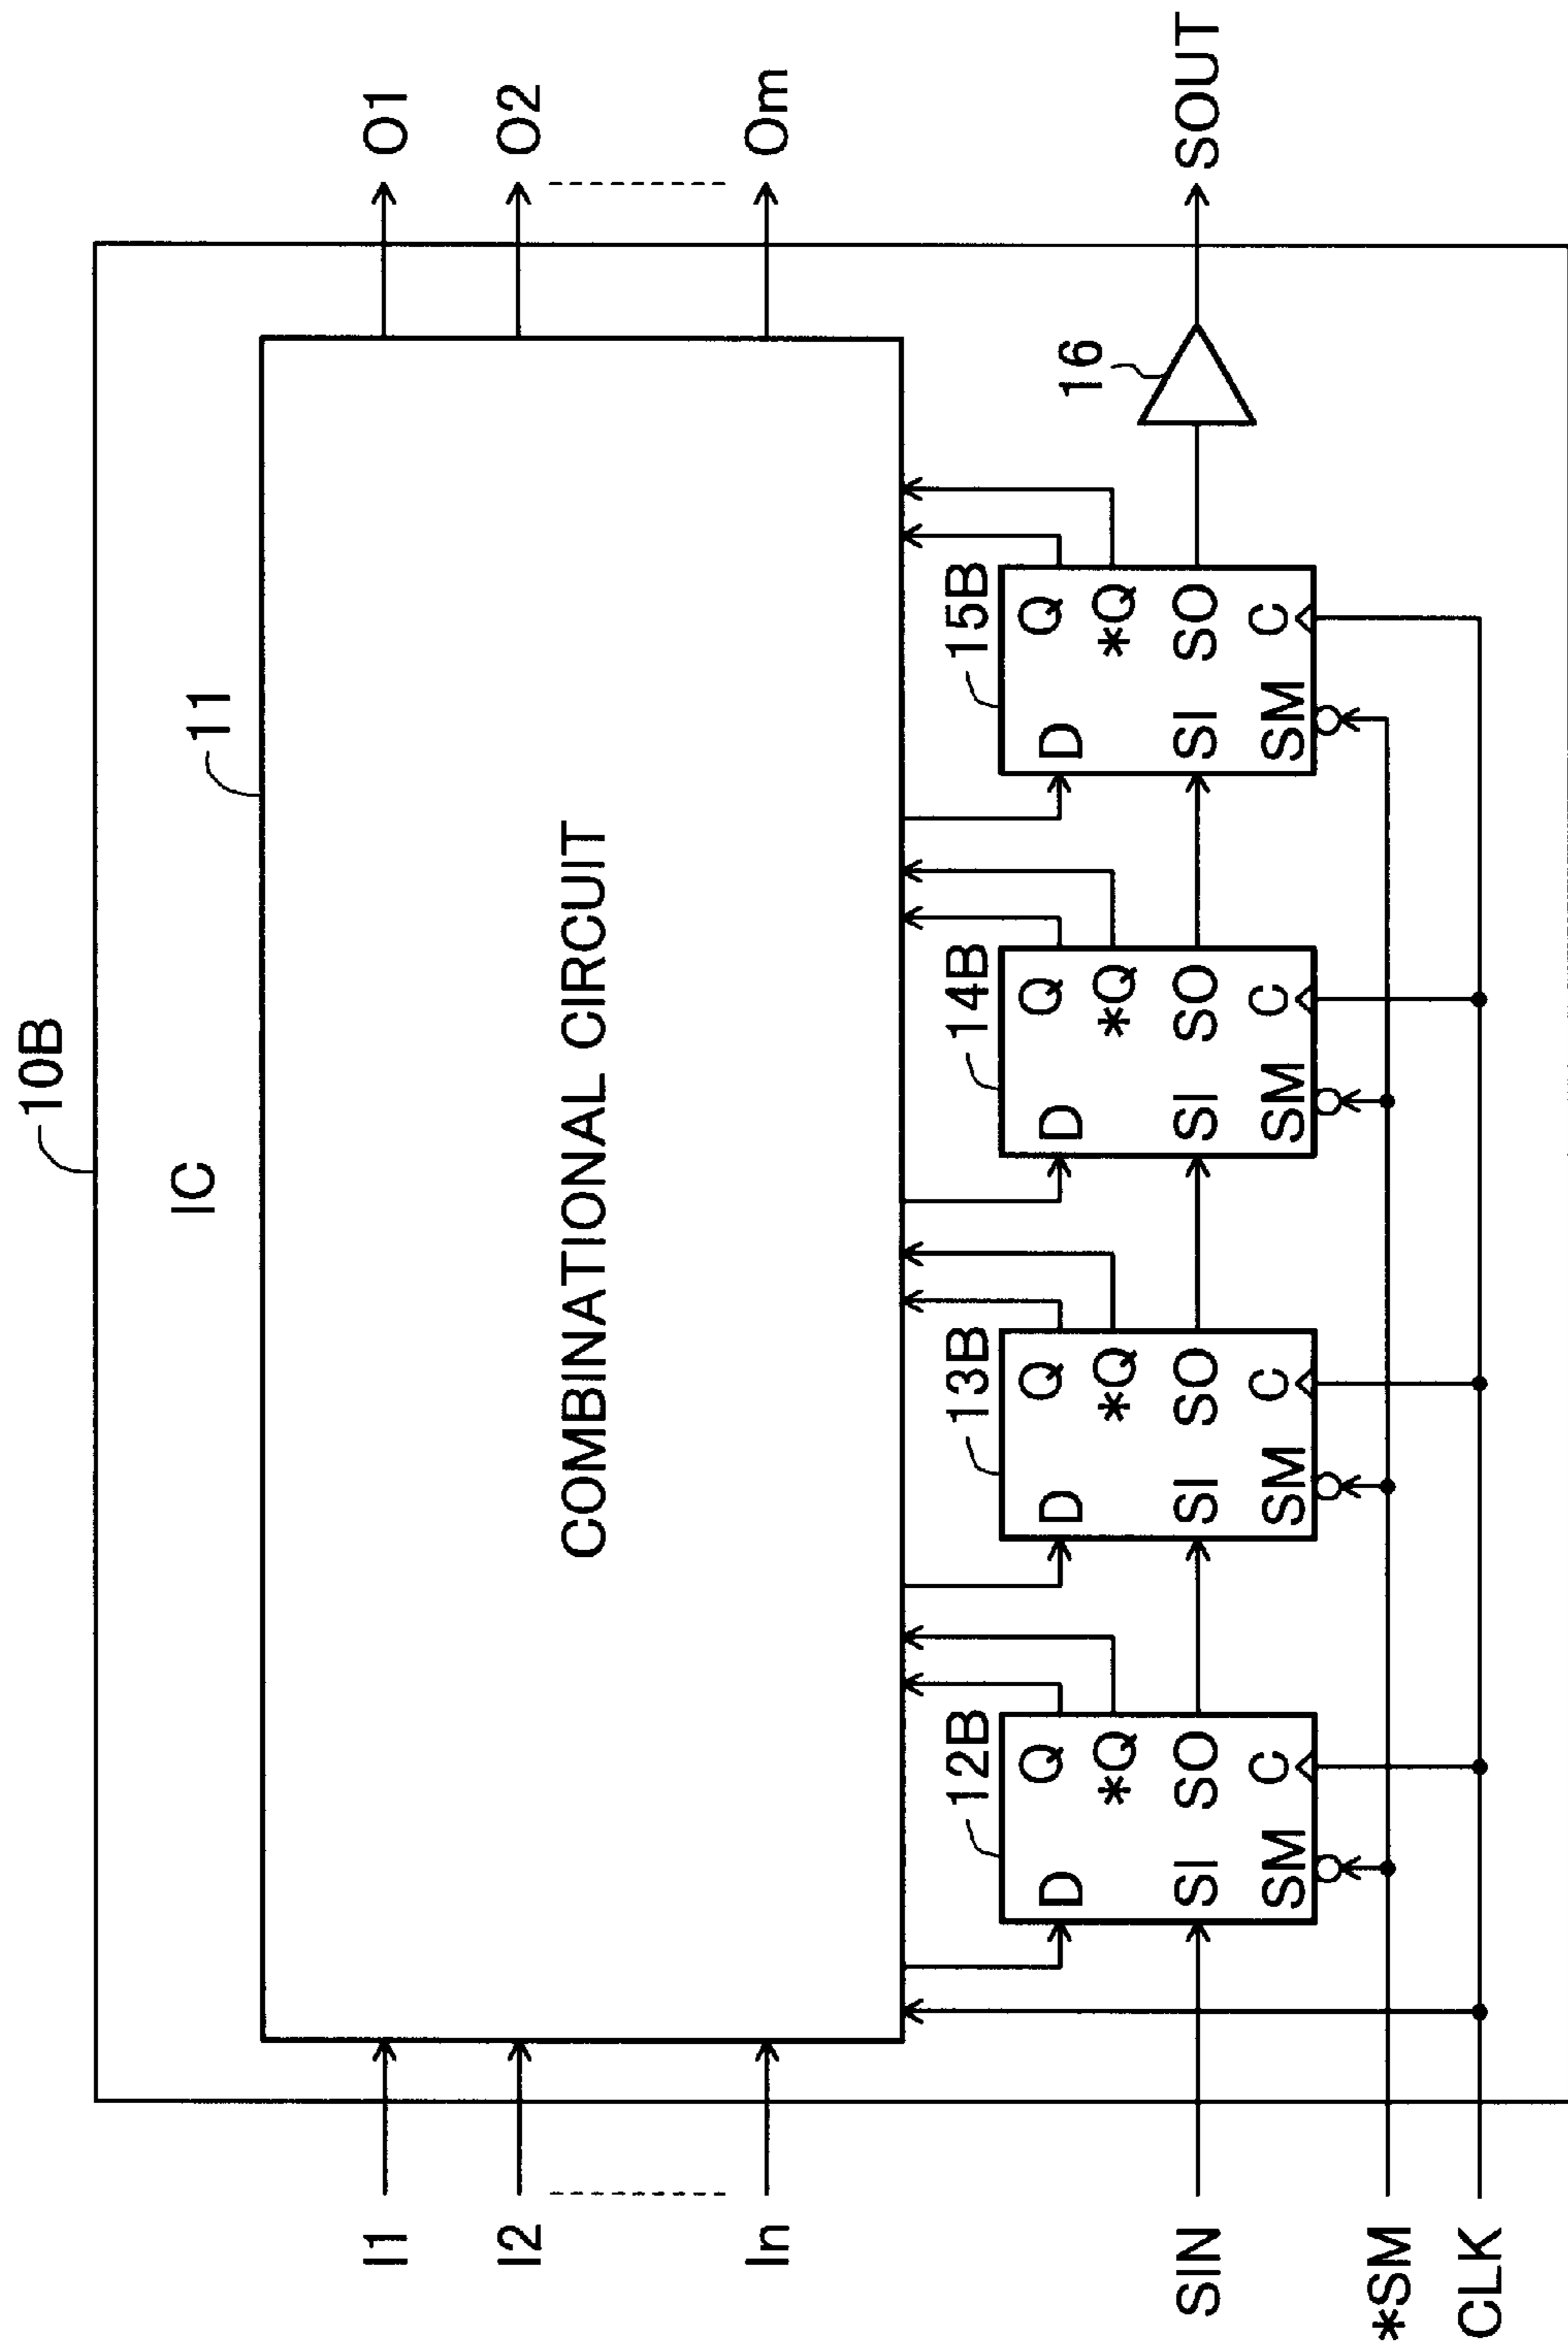 10B
IC
11
COMBINATIONAL CIRCUIT
I1
I2
In
O1
O2
Om
12B
D
Q
*Q
SI
SO
SM
C
13B
D
Q
*Q
SI
SO
SM
C
14B
D
Q
*Q
SI
SO
SM
C
15B
D
Q
*Q
SI
SO
SM
C
16
SIN
*SM
CLK
SOUT